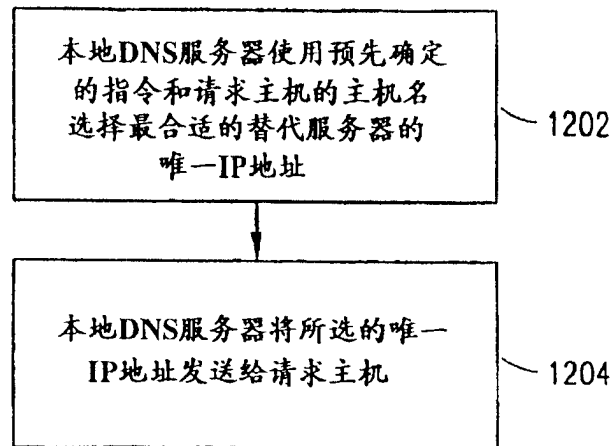 本地DNS服务器使用预先确定
的指令和请求主机的主机名
选择最合适的替代服务器的
唯一IP地址
1202
本地DNS服务器将所选的唯一
IP地址发送给请求主机
1204